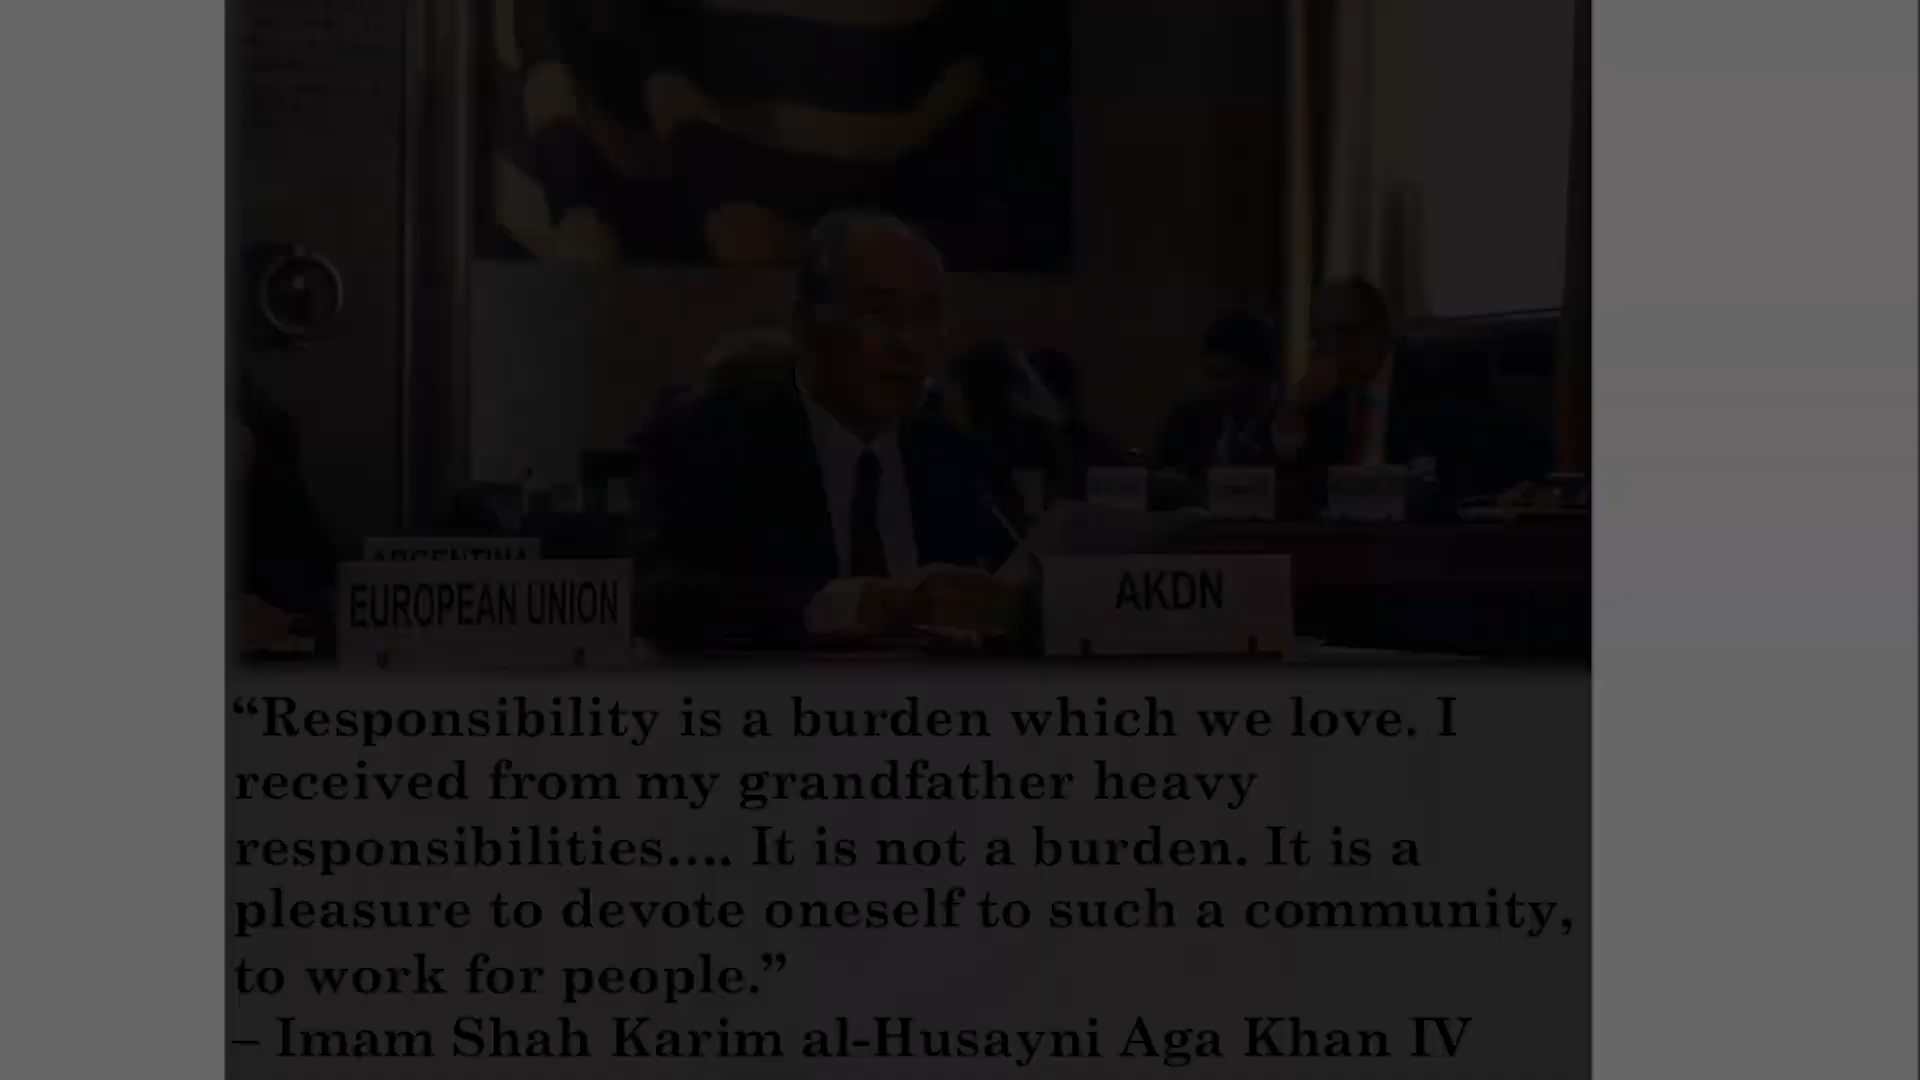 ARGENTINA
EUROPEAN UNION
AKDN
“Responsibility is a burden which we love. I
received from my grandfather heavy
responsibilities.... It is not a burden. It is a
pleasure to devote oneself to such a community,
to work for people.”
– Imam Shah Karim al-Husayni Aga Khan IV